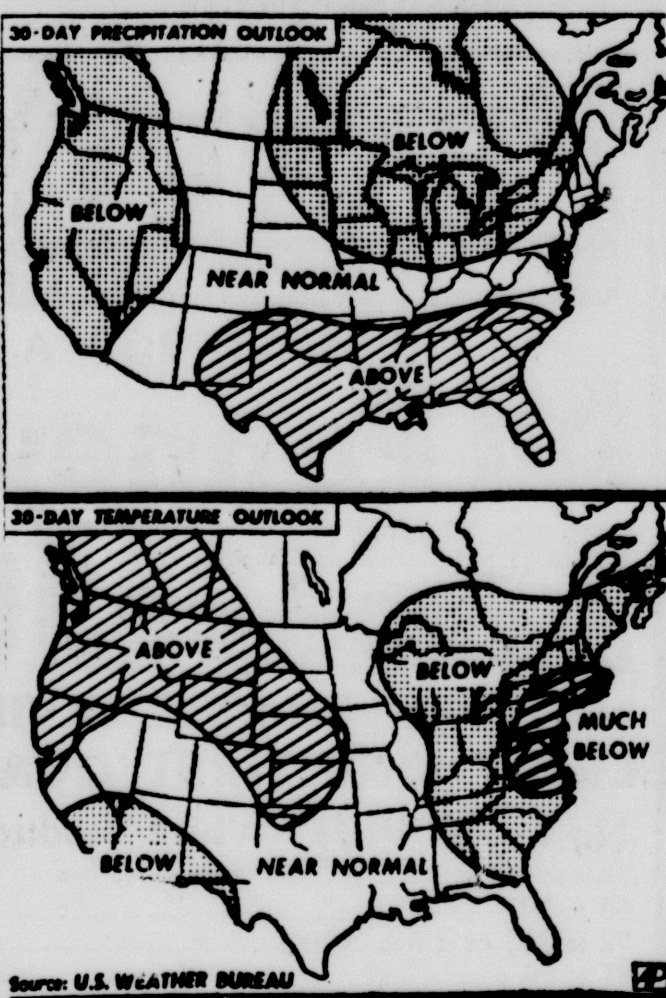 30-DAY PRECIPITATION OUTLOOK
BELOW
BELOW
NEAR NORMAL
ABOVE
30-DAY TEMPERATURE OUTLOOK
ABOVE
BELOW
MUCH
BELOW
BELOW
NEAR NORMAL
Source: U.S. WEATHER BUREAU
AP